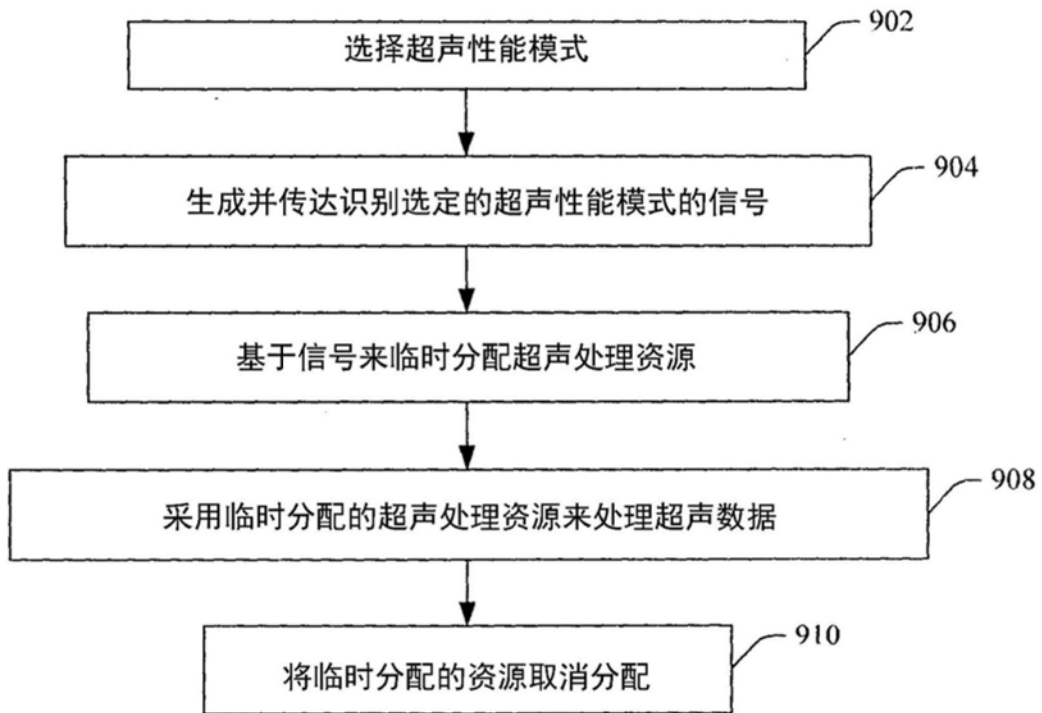 选择超声性能模式
902
生成并传达识别选定的超声性能模式的信号
904
基于信号来临时分配超声处理资源
906
采用临时分配的超声处理资源来处理超声数据
908
将临时分配的资源取消分配
910